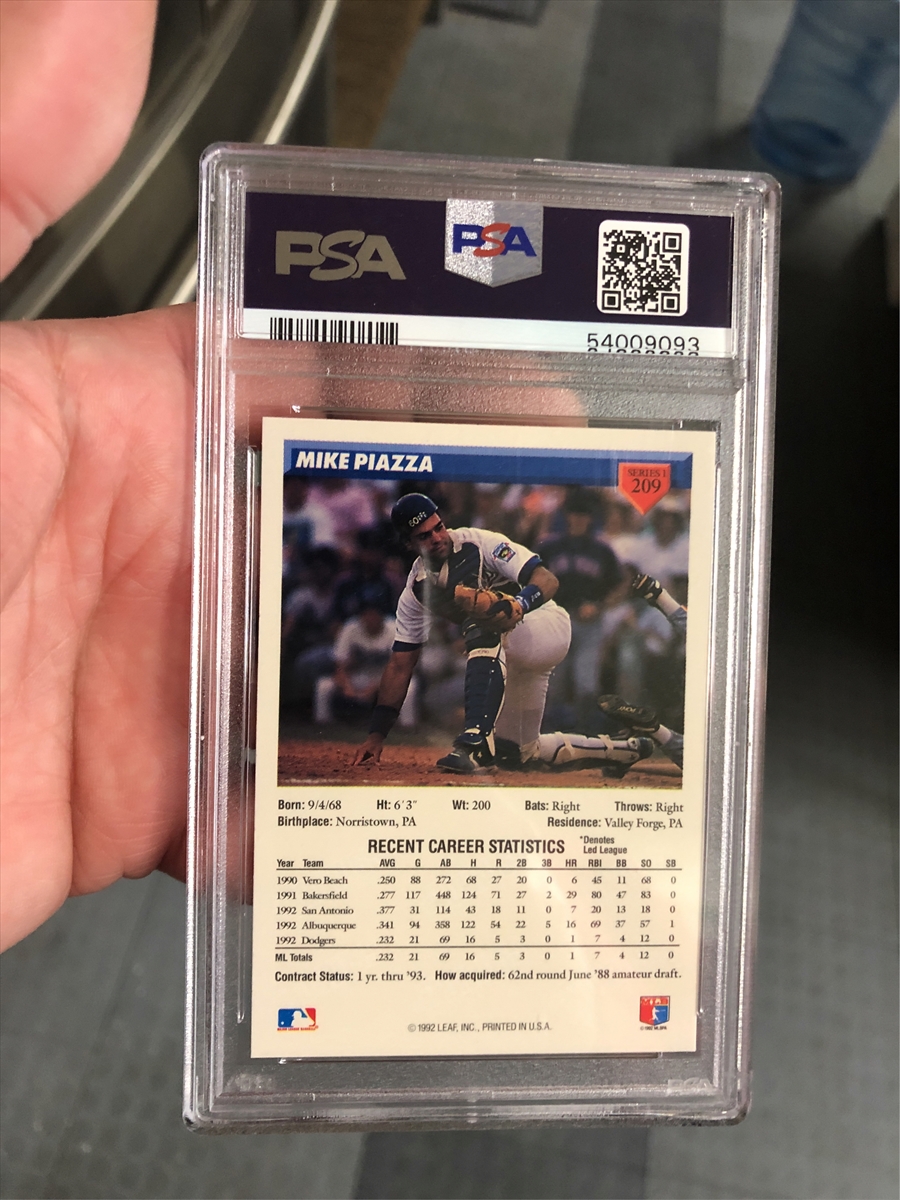 PSA PSA
54009093
MIKE PIAZZA
SERIES 1
209
Born: 9/4/68 Ht: 6'3" Wt: 200 Bats: Right Throws: Right
Birthplace: Norristown, PA Residence: Valley Forge, PA
RECENT CAREER STATISTICS *Denotes Led League
Year Team AVG G AB H R 2B 3B HR RBI BB SO SB
1990 Vero Beach .250 88 272 68 27 20 0 6 45 11 68 0
1991 Bakersfield .277 117 448 124 71 27 2 29 80 47 83 0
1992 San Antonio .377 31 114 43 18 11 0 7 20 13 18 0
1992 Albuquerque .341 94 358 122 54 22 5 16 69 37 57 1
1992 Dodgers .232 21 69 16 5 3 0 1 7 4 12 0
ML Totals .232 21 69 16 5 3 0 1 7 4 12 0
Contract Status: 1 yr. thru '93. How acquired: 62nd round June '88 amateur draft.
© 1992 LEAF, INC., PRINTED IN U.S.A.
PSA